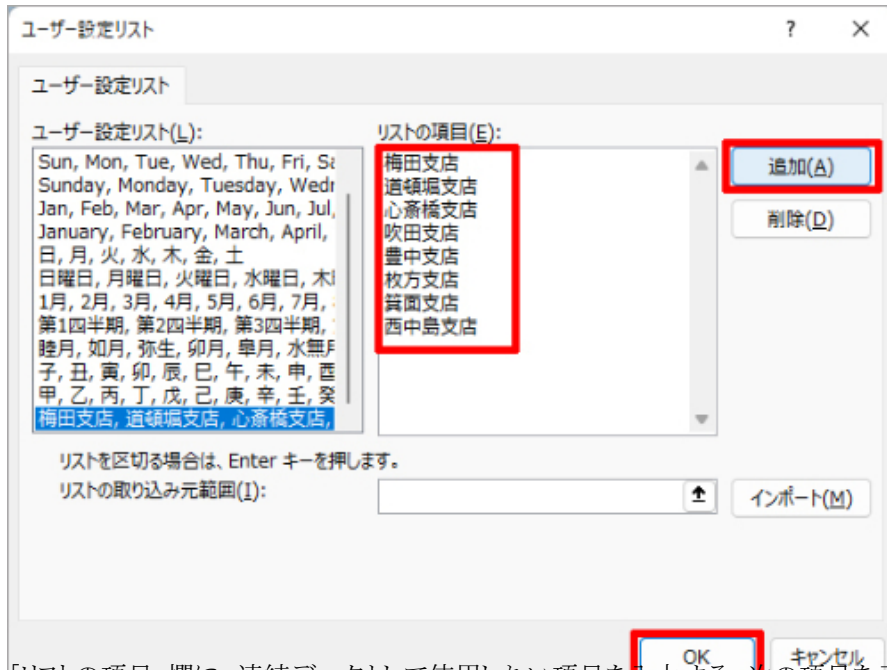 ユーザー設定リスト
ユーザー設定リスト
ユーザー設定リスト(L):
Sun, Mon, Tue, Wed, Thu, Fri, Sa
Sunday, Monday, Tuesday, Wedn
Jan, Feb, Mar, Apr, May, Jun, Jul,
January, February, March, April,
日, 月, 火, 水, 木, 金, 土
日曜日, 月曜日, 火曜日, 水曜日, 木
1月, 2月, 3月, 4月, 5月, 6月, 7月,
第1四半期, 第2四半期, 第3四半期,
睦月, 如月, 弥生, 卯月, 皐月, 水無月
子, 丑, 寅, 卯, 辰, 巳, 午, 未, 申, 酉
甲, 乙, 丙, 丁, 戊, 己, 庚, 辛, 壬, 癸
梅田支店, 道頓堀支店, 心斎橋支店,
リストの項目(E):
梅田支店
道頓堀支店
心斎橋支店
吹田支店
豊中支店
枚方支店
箕面支店
西中島支店
追加(A)
削除(D)
リストを区切る場合は、Enter キーを押します。
リストの取り込み元範囲(I):
インポート(M)
OK
キャンセル